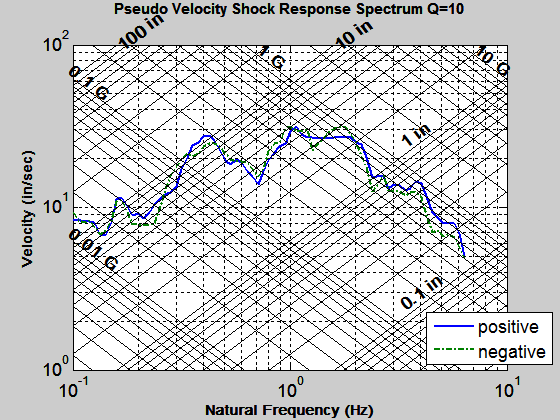 Pseudo Velocity Shock Response Spectrum Q=10
10^2
100 in
1 G
10 in
10 G
0.1 G
1 in
10^1
0.01 G
0.1 in
Velocity (in/sec)
positive
negative
10^0
10^-1
10^0
10^1
Natural Frequency (Hz)